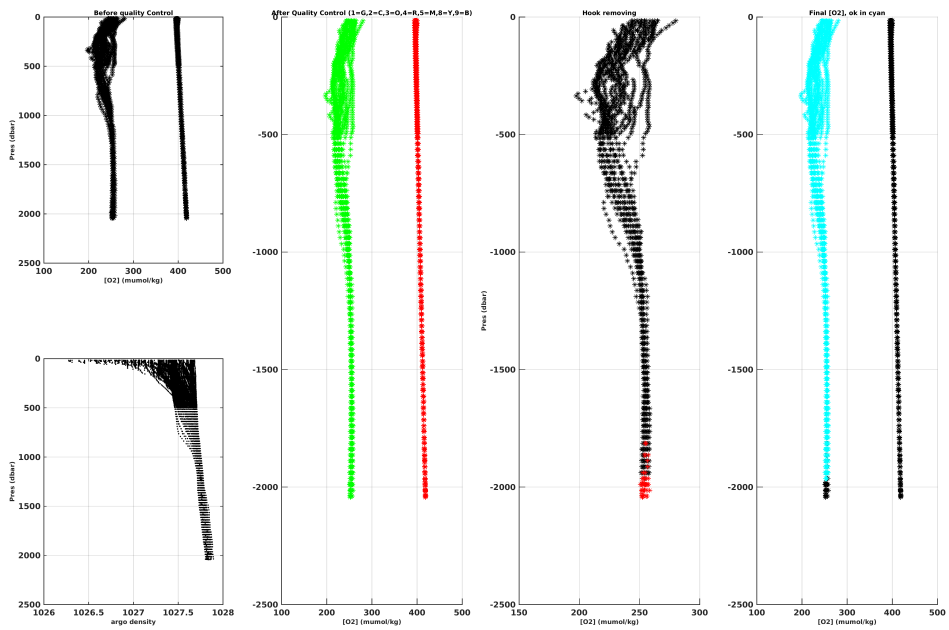 Before quality Control
0
500
1000
1500
2000
2500
100 200 300 400 500
Pres (dbar)
[O2] (mumol/kg)
0
500
1000
1500
2000
2500
1026 1026.5 1027 1027.5 1028
Pres (dbar)
argo density
After Quality Control (1=G,2=C,3=O,4=R,5=M,8=Y,9=B)
0
-500
-1000
-1500
-2000
-2500
100 200 300 400 500
[O2] (mumol/kg)
Hook removing
0
-500
-1000
-1500
-2000
-2500
150 200 250 300
Pres (dbar)
[O2] (mumol/kg)
Final [O2], ok in cyan
0
-500
-1000
-1500
-2000
-2500
100 200 300 400 500
[O2] (mumol/kg)